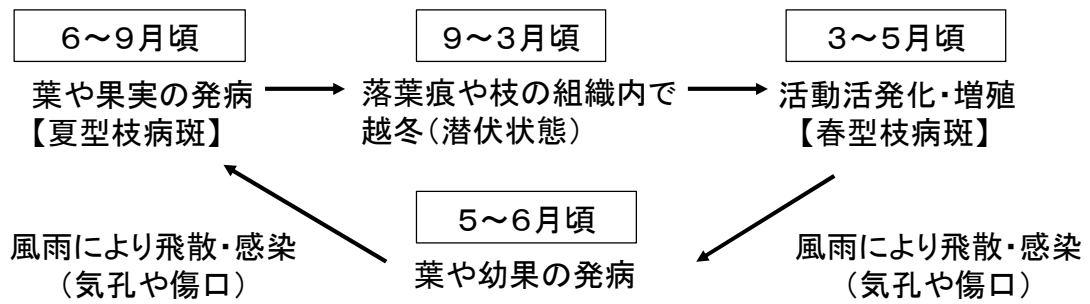 6～9月頃
葉や果実の発病
【夏型枝病斑】
9～3月頃
落葉痕や枝の組織内で
越冬（潜伏状態）
3～5月頃
活動活発化・増殖
【春型枝病斑】
風雨により飛散・感染
（気孔や傷口）
5～6月頃
葉や幼果の発病
風雨により飛散・感染
（気孔や傷口）